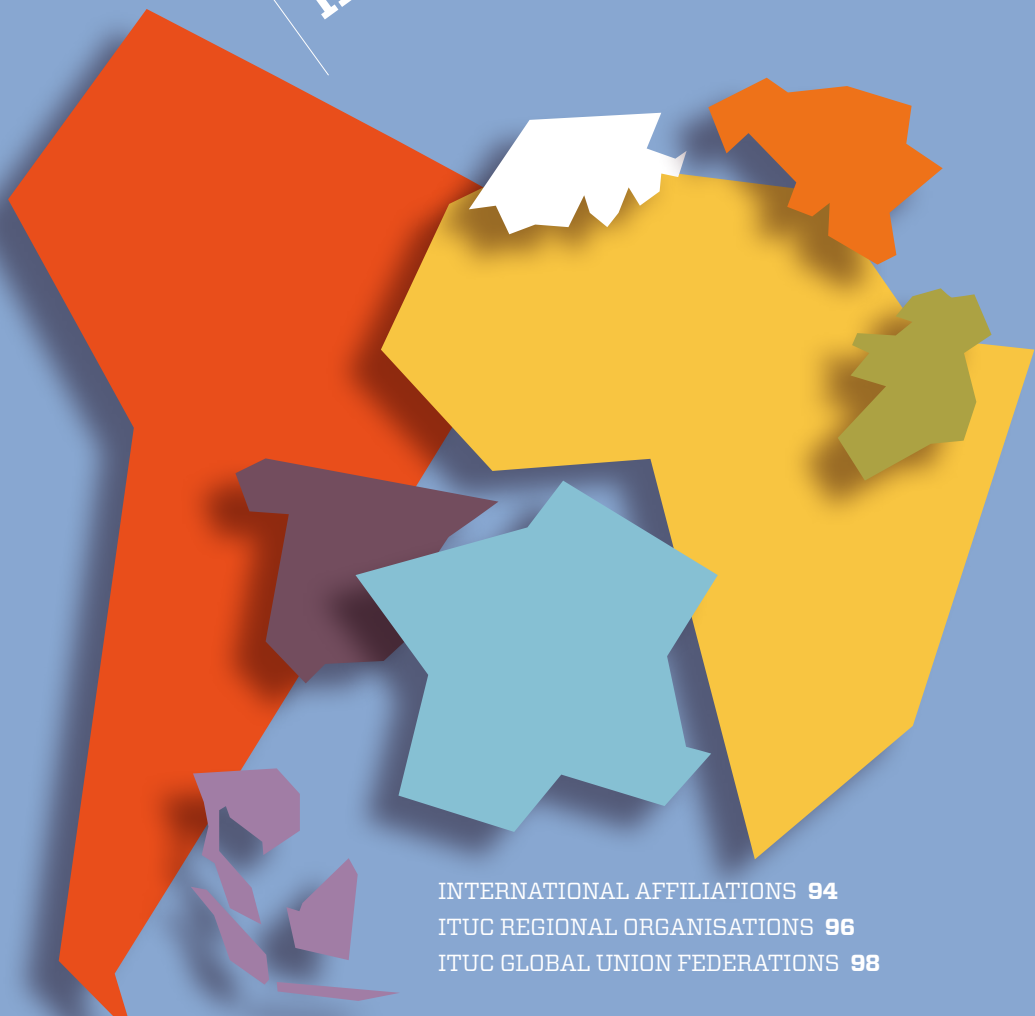 INTERNATIONAL AFFILIATIONS 94
ITUC REGIONAL ORGANISATIONS 96
ITUC GLOBAL UNION FEDERATIONS 98